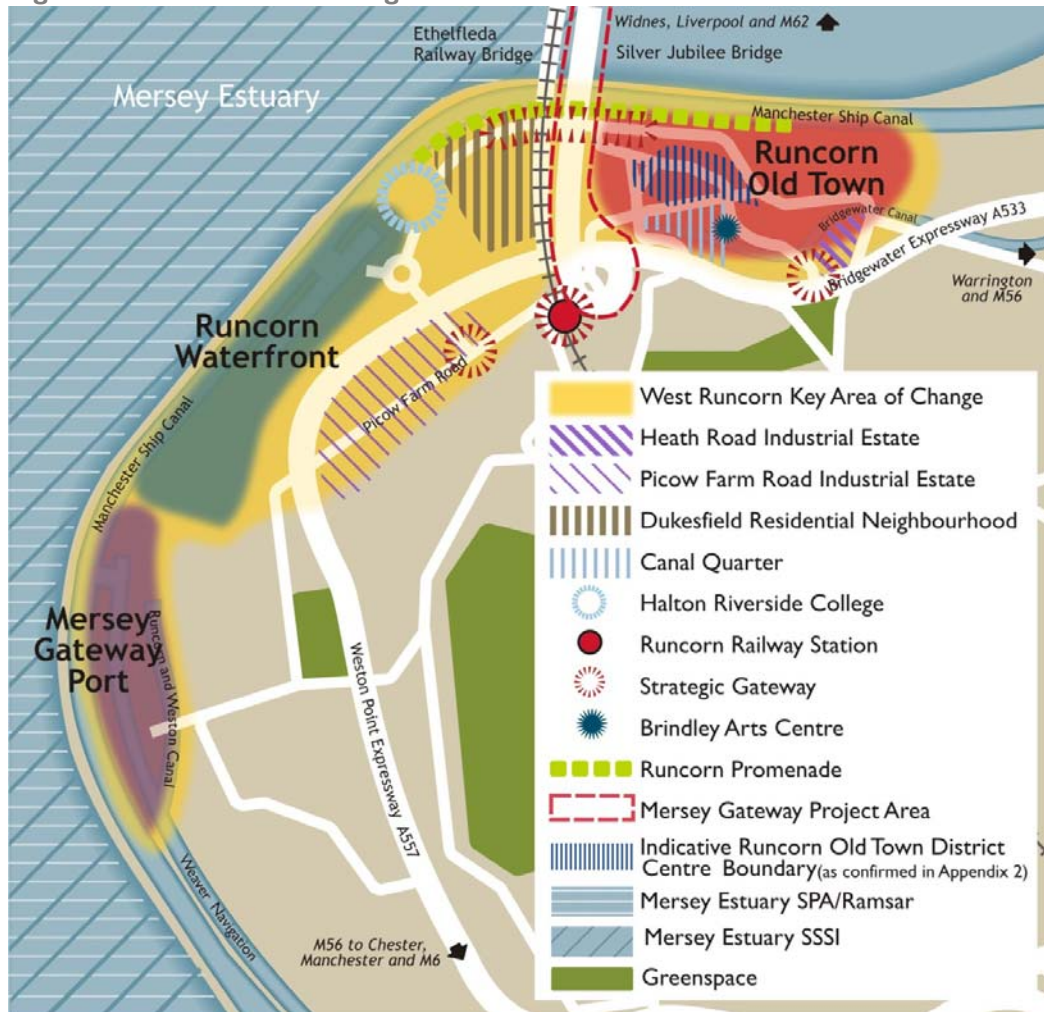 Widnes, Liverpool and M62
Ethelfleda
Railway Bridge
Silver Jubilee Bridge
Mersey Estuary
Manchester Ship Canal
Runcorn
Old Town
Bridgewater Canal
Bridgewater Expressway A533
Warrington
and M56
Runcorn
Waterfront
Picow Farm Road
Manchester Ship Canal
Mersey
Gateway
Port
Runcorn and Weston Canal
Weston Point Expressway A557
Weaver Navigation
M56 to Chester,
Manchester and M6
West Runcorn Key Area of Change
Heath Road Industrial Estate
Picow Farm Road Industrial Estate
Dukesfield Residential Neighbourhood
Canal Quarter
Halton Riverside College
Runcorn Railway Station
Strategic Gateway
Brindley Arts Centre
Runcorn Promenade
Mersey Gateway Project Area
Indicative Runcorn Old Town District
Centre Boundary (as confirmed in Appendix 2)
Mersey Estuary SPA/Ramsar
Mersey Estuary SSSI
Greenspace